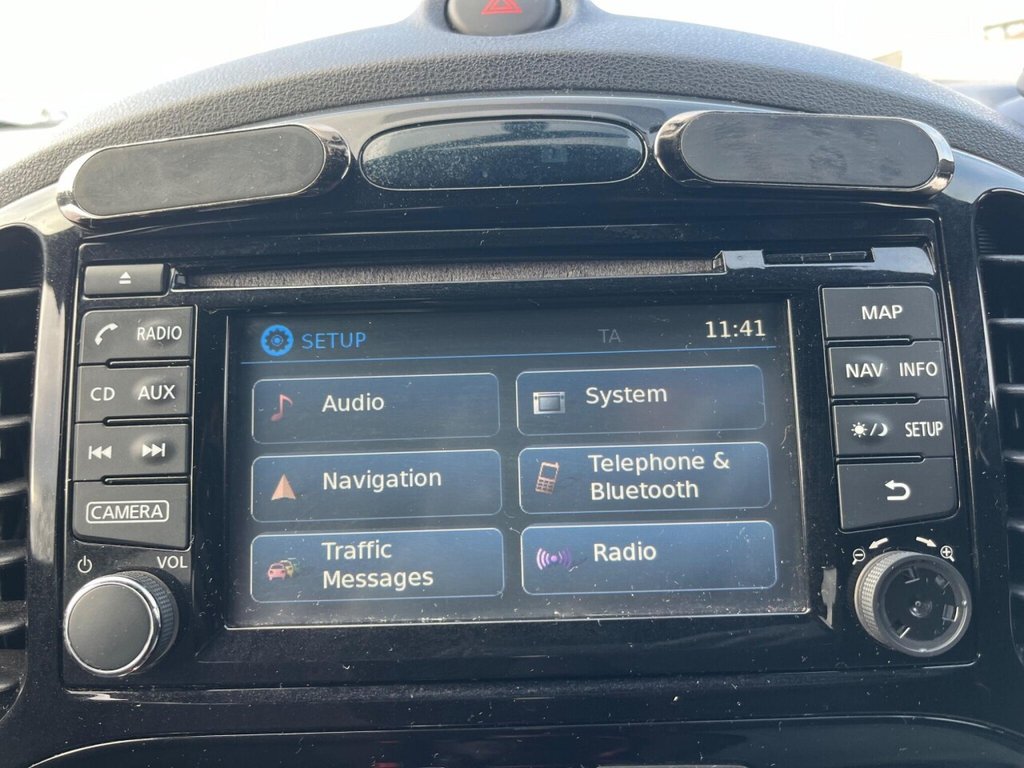 SETUP TA 11:41
Audio
System
Navigation
Telephone &
Bluetooth
Traffic
Messages
Radio
RADIO
CD AUX
CAMERA
VOL
MAP
NAV INFO
SETUP